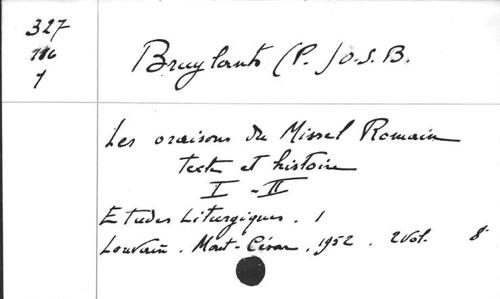 327
786
1
Bruylants (P.) O.S.B.
Les oraisons du Missel Romain
texte et histoire
I - II
Etudes Liturgiques. 1
Louvain. Mont-César, 1952. 2 Vol. 8°